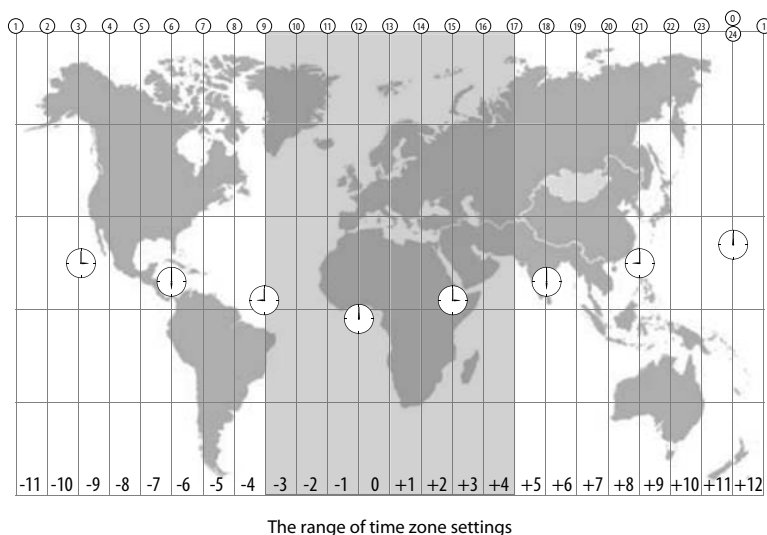 1 2 3 4 5 6 7 8 9 10 11 12 13 14 15 16 17 18 19 20 21 22 23 0 1
24
-11 -10 -9 -8 -7 -6 -5 -4 -3 -2 -1 0 +1 +2 +3 +4 +5 +6 +7 +8 +9 +10 +11 +12
The range of time zone settings